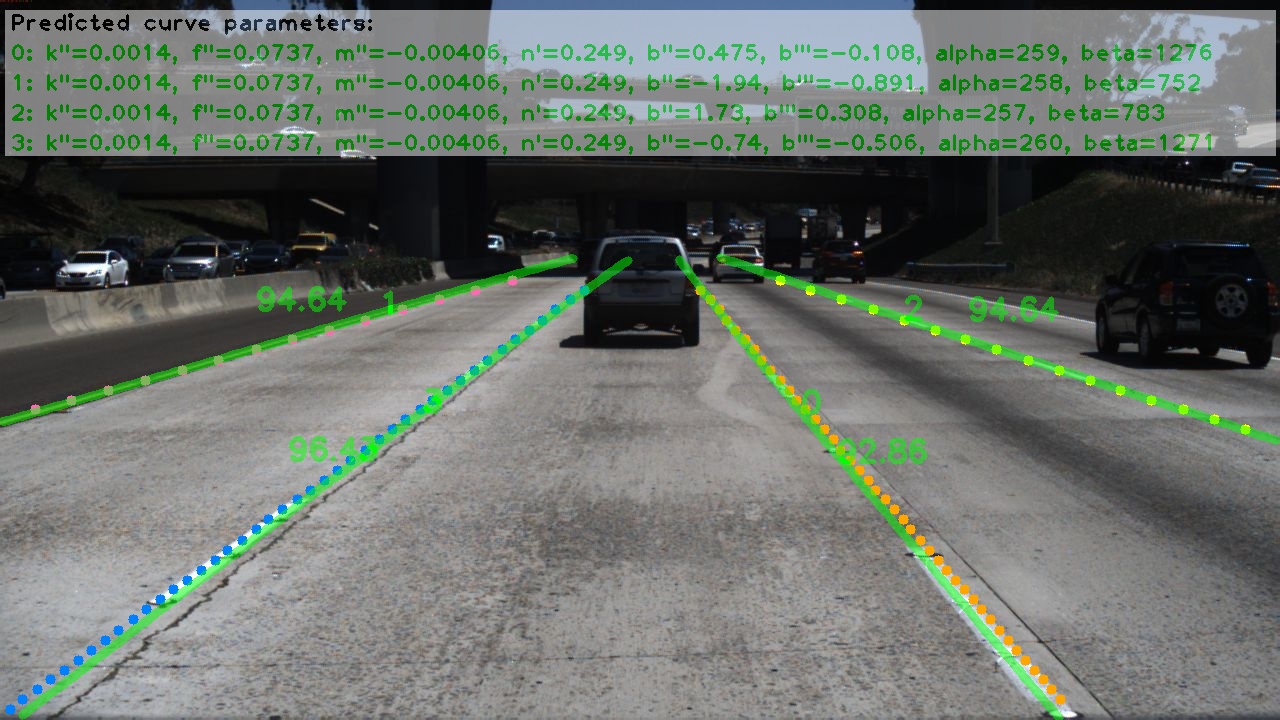 Predicted curve parameters:
0: k''=0.0014, f''=0.0737, m''=-0.00406, n'=0.249, b''=0.475, b'''=-0.108, alpha=259, beta=1276
1: k''=0.0014, f''=0.0737, m''=-0.00406, n'=0.249, b''=-1.94, b'''=-0.891, alpha=258, beta=752
2: k''=0.0014, f''=0.0737, m''=-0.00406, n'=0.249, b''=1.73, b'''=0.308, alpha=257, beta=783
3: k''=0.0014, f''=0.0737, m''=-0.00406, n'=0.249, b''=-0.74, b'''=-0.506, alpha=260, beta=1271
94.64 1 2 94.64
0
92.86